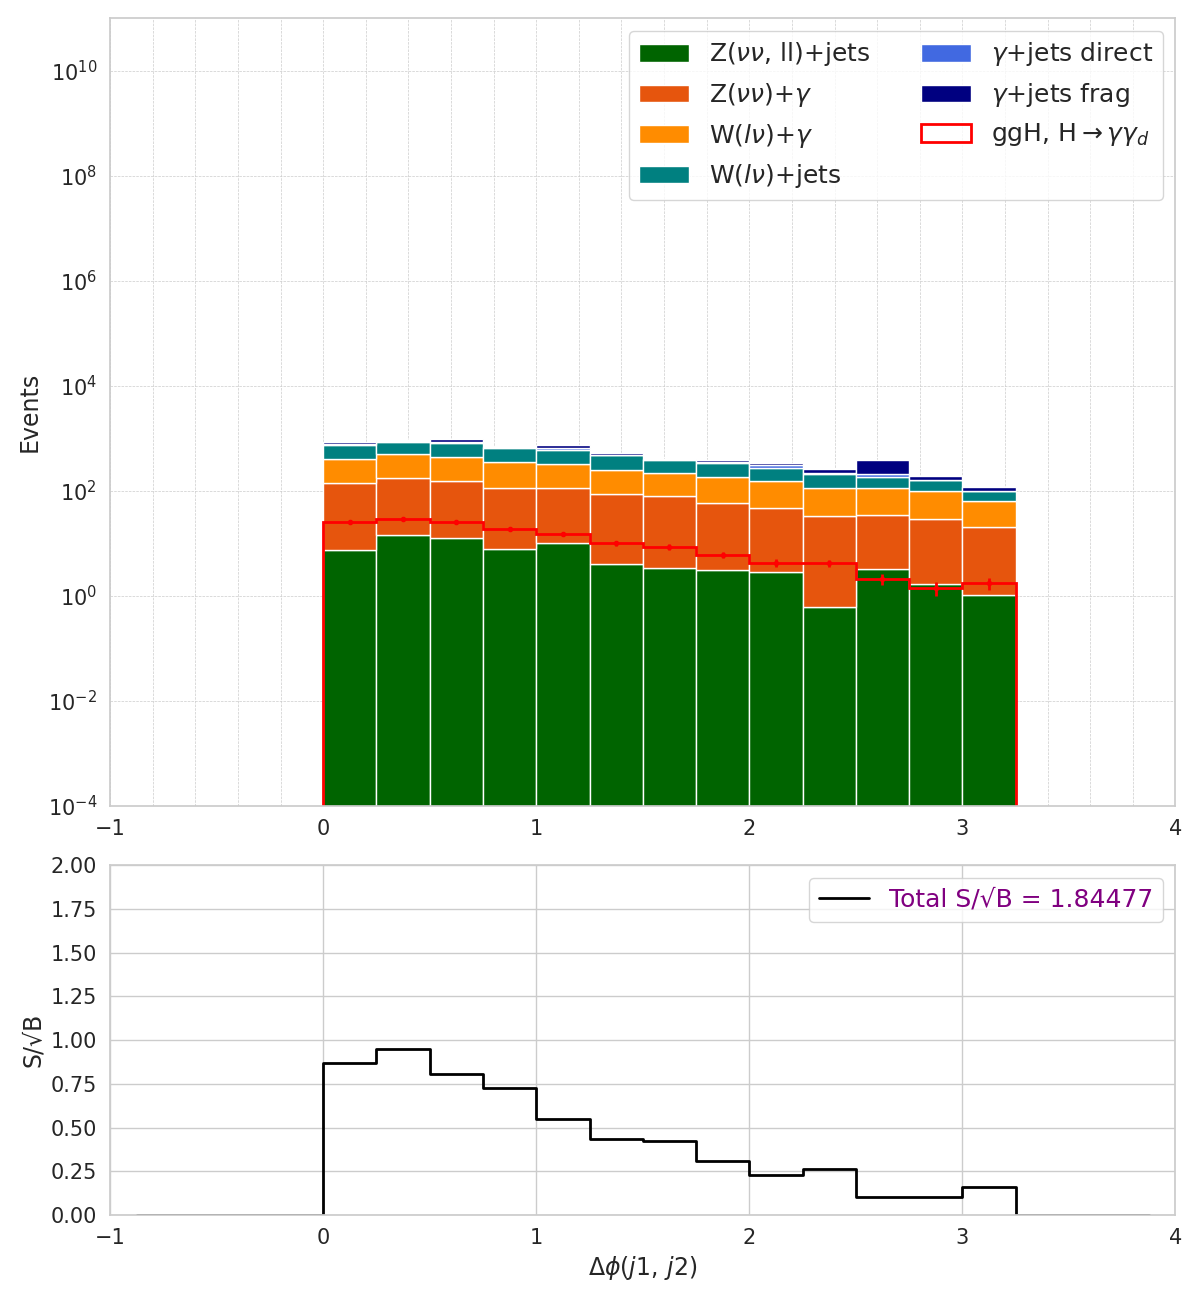 Z(νν, ll)+jets
Z(νν)+γ
W(lν)+γ
W(lν)+jets
γ+jets direct
γ+jets frag
ggH, H→γγ_d
Events
10^10
10^8
10^6
10^4
10^2
10^0
10^−2
10^−4
−1 0 1 2 3 4
Total S/√B = 1.84477
S/√B
2.00
1.75
1.50
1.25
1.00
0.75
0.50
0.25
0.00
−1 0 1 2 3 4
Δϕ(j1, j2)